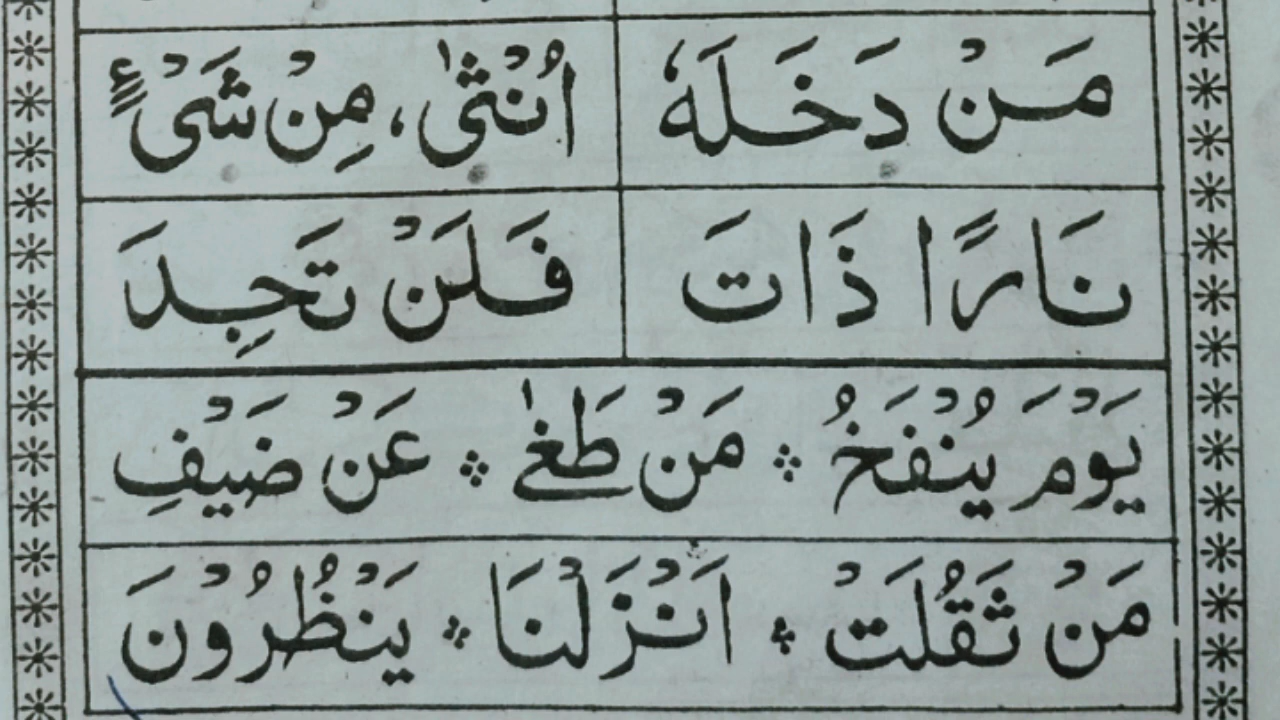 مَنْ دَخَلَهٗ اُنْثٰى، مِنْ شَىْءٍ
نَارًا ذَاتَ فَلَنْ تَجِدَ
يَوْمَ يُنْفَخُ ۞ مَنْ طَغٰى ۞ عَنْ ضَيْفِ
مَنْ ثَقُلَتْ ۞ اَنْزَلْنَا ۞ يَنْظُرُوْنَ